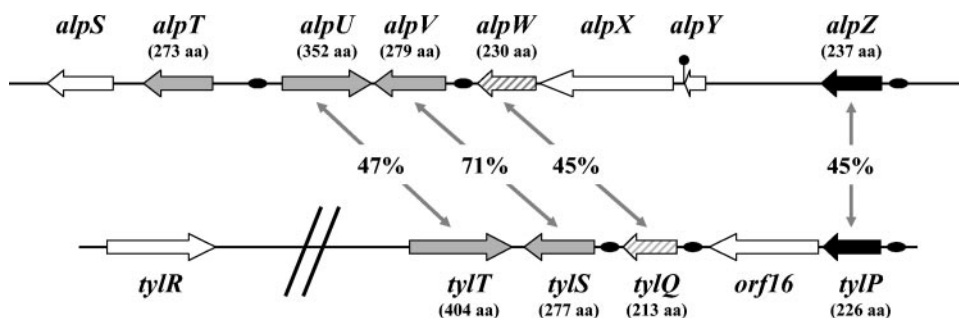 alpS alpT alpU alpV alpW alpX alpY alpZ
(273 aa) (352 aa) (279 aa) (230 aa) (237 aa)
47% 71% 45% 45%
tylR tylT tylS tylQ orf16 tylP
(404 aa) (277 aa) (213 aa) (226 aa)